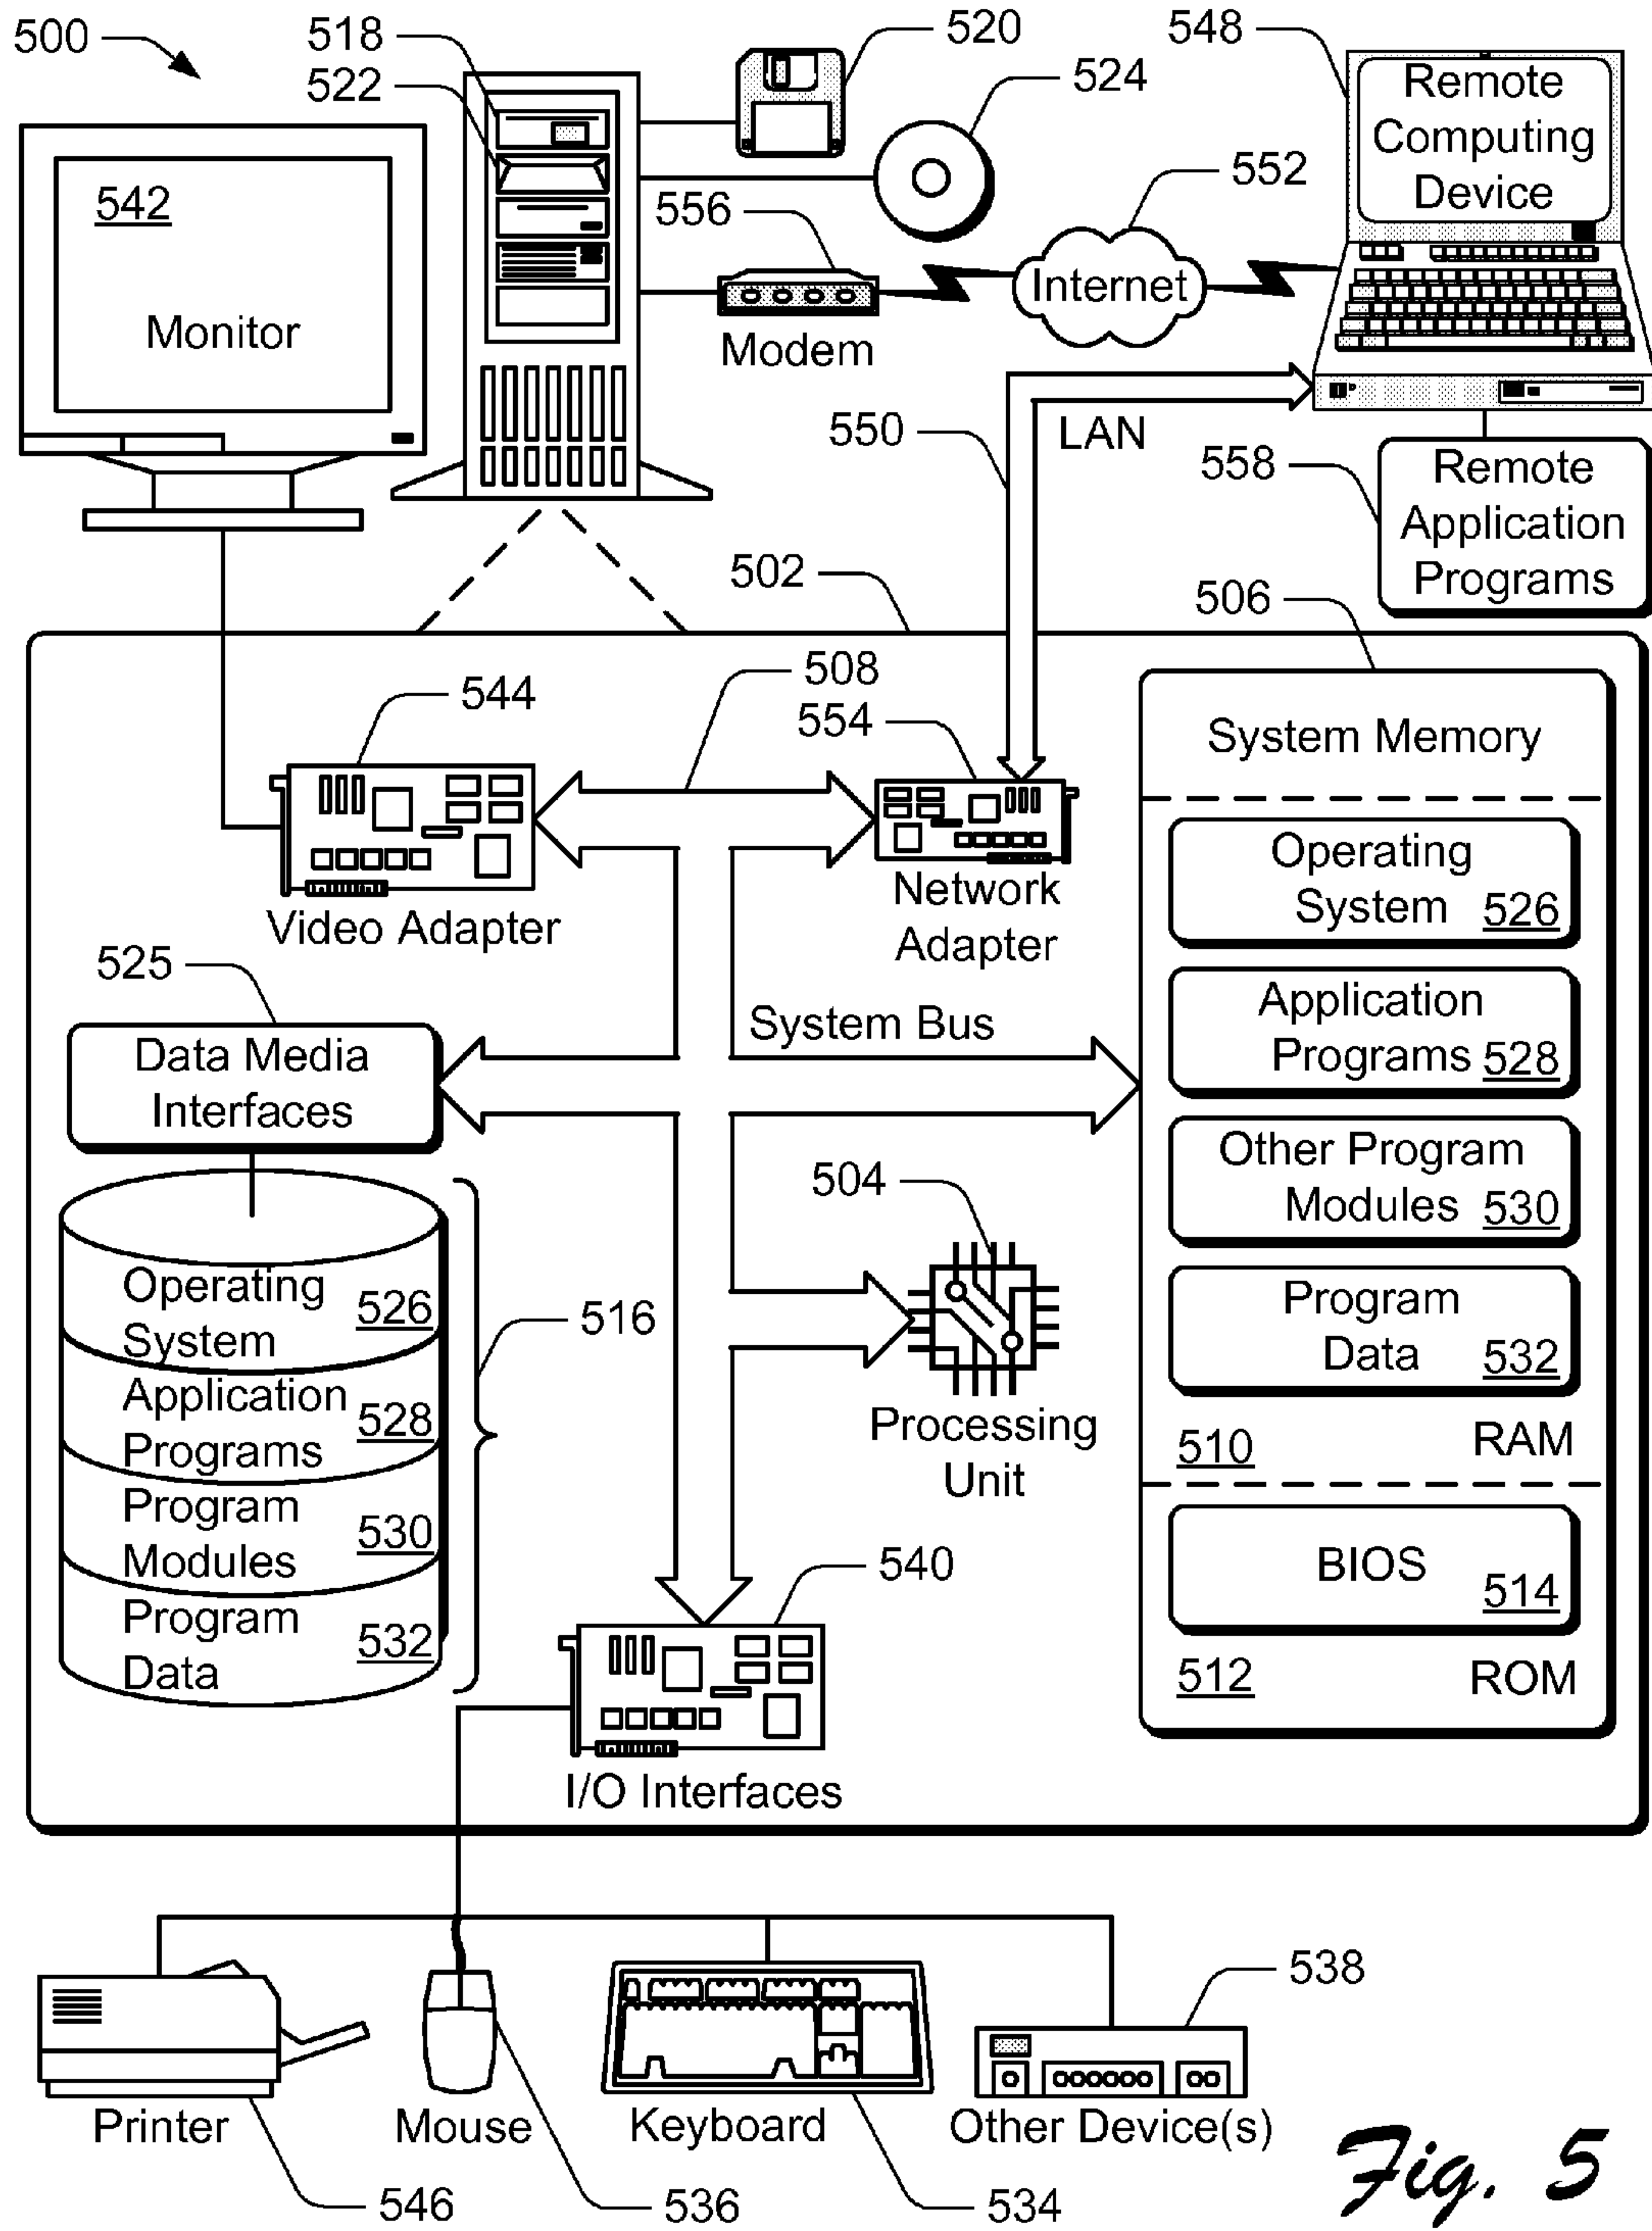 500
518
522
520
524
548
Remote
Computing
Device
552
542
Monitor
556
Modem
Internet
550
LAN
558
Remote
Application
Programs
502
506
544
508
554
System Memory
Video Adapter
Network
Adapter
Operating
System 526
525
Data Media
Interfaces
System Bus
Application
Programs 528
Other Program
Modules 530
504
Processing
Unit
Program
Data 532
510 RAM
Operating
System 526
516
Application
Programs 528
Program
Modules 530
Program
Data 532
BIOS
514
512 ROM
540
I/O Interfaces
538
Printer
Mouse
Keyboard
Other Device(s)
546
536
534
Fig. 5